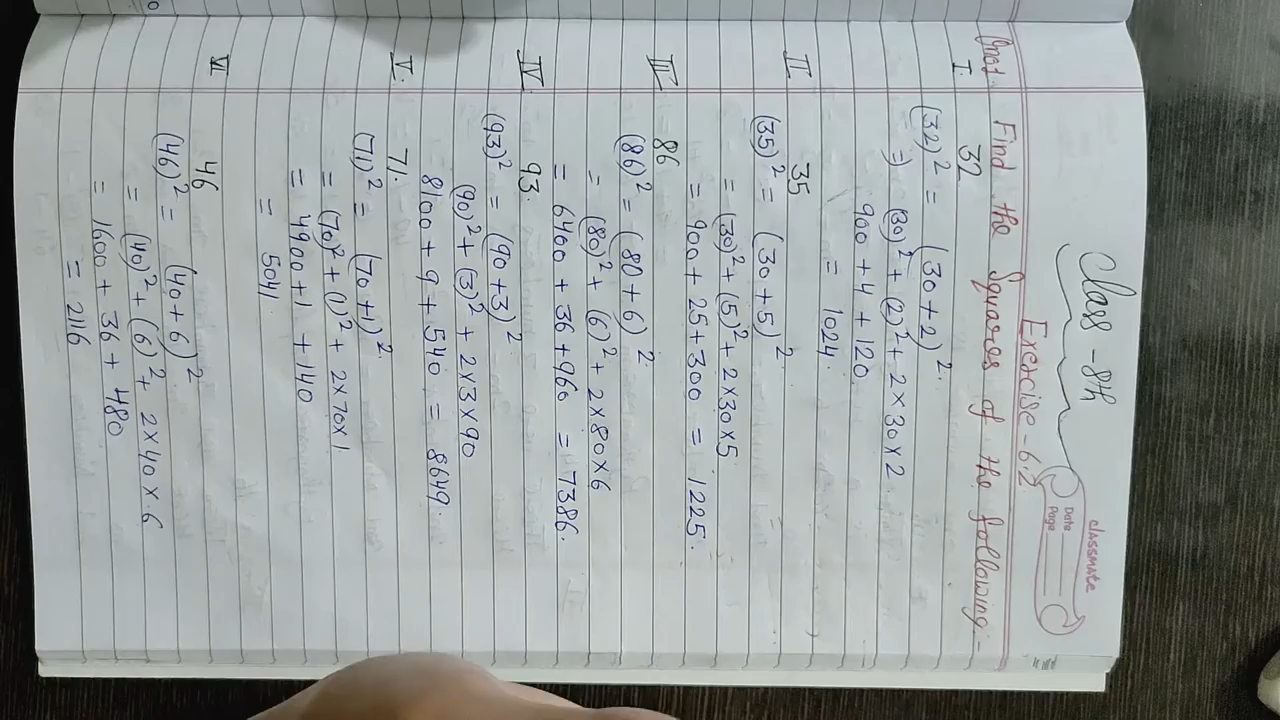 classmate
Date
Page
Class - 8th
Exercise - 6.2
Find the Squares of the following -
I. 32
(32)² = (30+2)².
=) (30)² + (2)² + 2×30×2
900 + 4 + 120
= 1024.
II 35
(35)² = (30+5)²
= (30)² + (5)² + 2×30×5
= 900 + 25 + 300 = 1225.
III 86
(86)² = (80+6)²
= (80)² + (6)² + 2×80×6
= 6400 + 36 + 960 = 7386.
IV. 93.
(93)² = (90+3)²
(90)² + (3)² + 2×3×90
8100 + 9 + 540 = 8649.
V. 71.
(71)² = (70+1)²
= (70)² + (1)² + 2×70×1
= 4900 + 1 + 140
= 5041
VI 46
(46)² = (40+6)²
= (40)² + (6)² + 2×40×.6
= 1600 + 36 + 480
= 2116